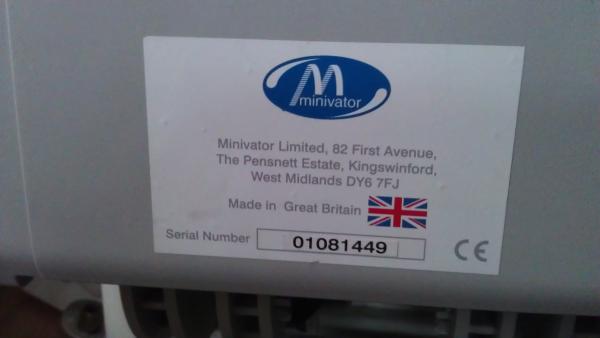 minivator
Minivator Limited, 82 First Avenue,
The Pensnett Estate, Kingswinford,
West Midlands DY6 7FJ
Made in Great Britain
Serial Number 01081449 CE